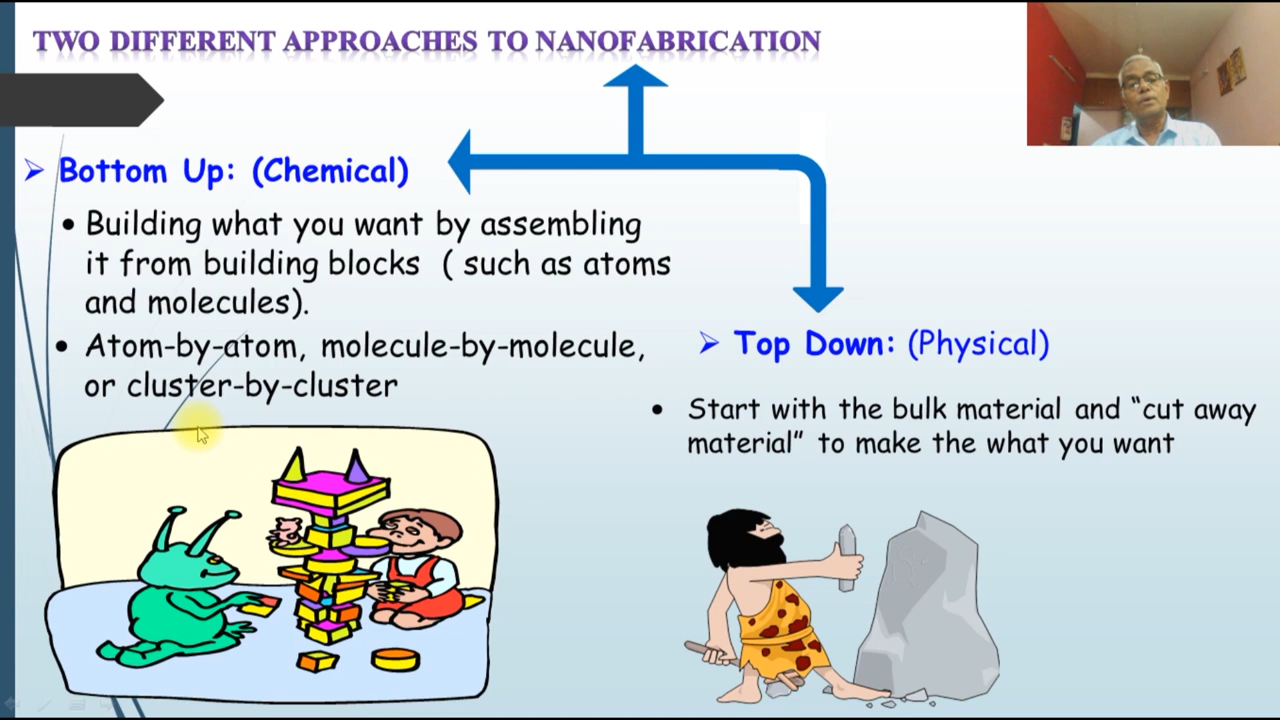 TWO DIFFERENT APPROACHES TO NANOFABRICATION
➢ Bottom Up: (Chemical)
• Building what you want by assembling
it from building blocks ( such as atoms
and molecules).
• Atom-by-atom, molecule-by-molecule,
or cluster-by-cluster
➢ Top Down: (Physical)
• Start with the bulk material and “cut away
material” to make the what you want